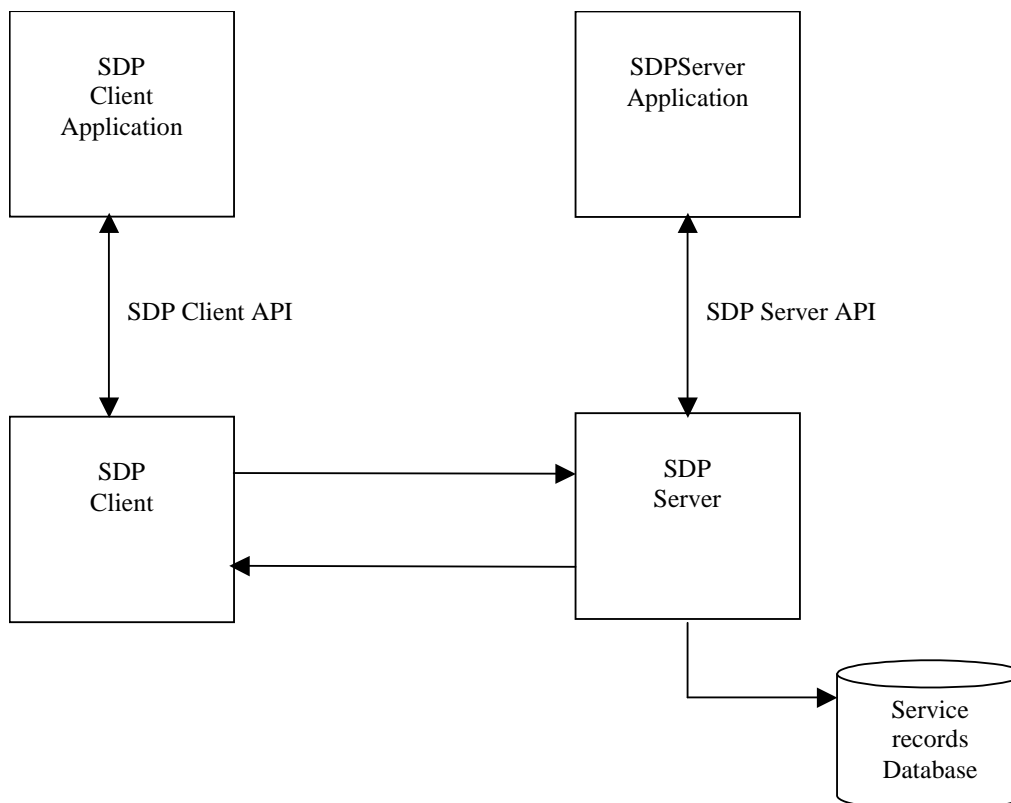 SDP
Client
Application
SDPServer
Application
SDP Client API
SDP Server API
SDP
Client
SDP
Server
Service
records
Database